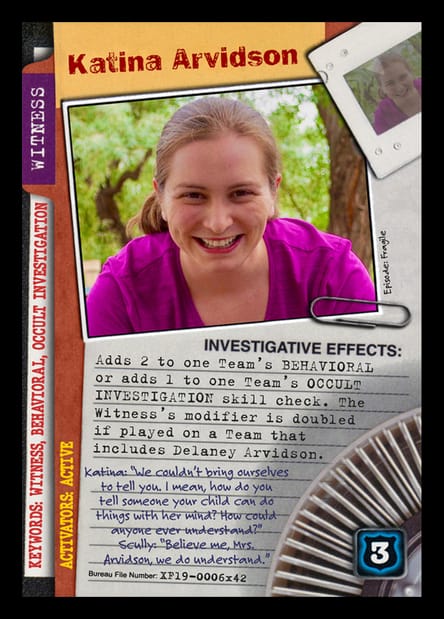 Katina Arvidson
WITNESS
KEYWORDS: WITNESS, BEHAVIORAL, OCCULT INVESTIGATION
ACTIVATORS: ACTIVE
Episode: Fragile
INVESTIGATIVE EFFECTS:
Adds 2 to one Team's BEHAVIORAL
or adds 1 to one Team's OCCULT
INVESTIGATION skill check. The
Witness's modifier is doubled
if played on a Team that
includes Delaney Arvidson.
Katina: "We couldn't bring ourselves
to tell you. I mean, how do you
tell someone your child can do
things with her mind? How could
anyone ever understand?"
Scully: "Believe me, Mrs.
Arvidson, we do understand."
Bureau File Number: XF19-0006x42
3